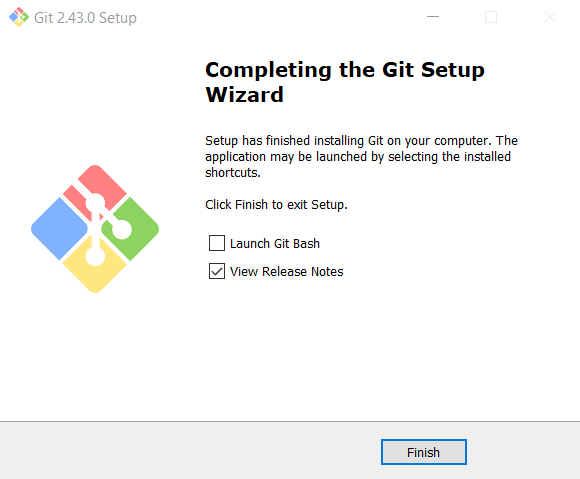 Git 2.43.0 Setup
Completing the Git Setup
Wizard
Setup has finished installing Git on your computer. The
application may be launched by selecting the installed
shortcuts.
Click Finish to exit Setup.
Launch Git Bash
View Release Notes
Finish